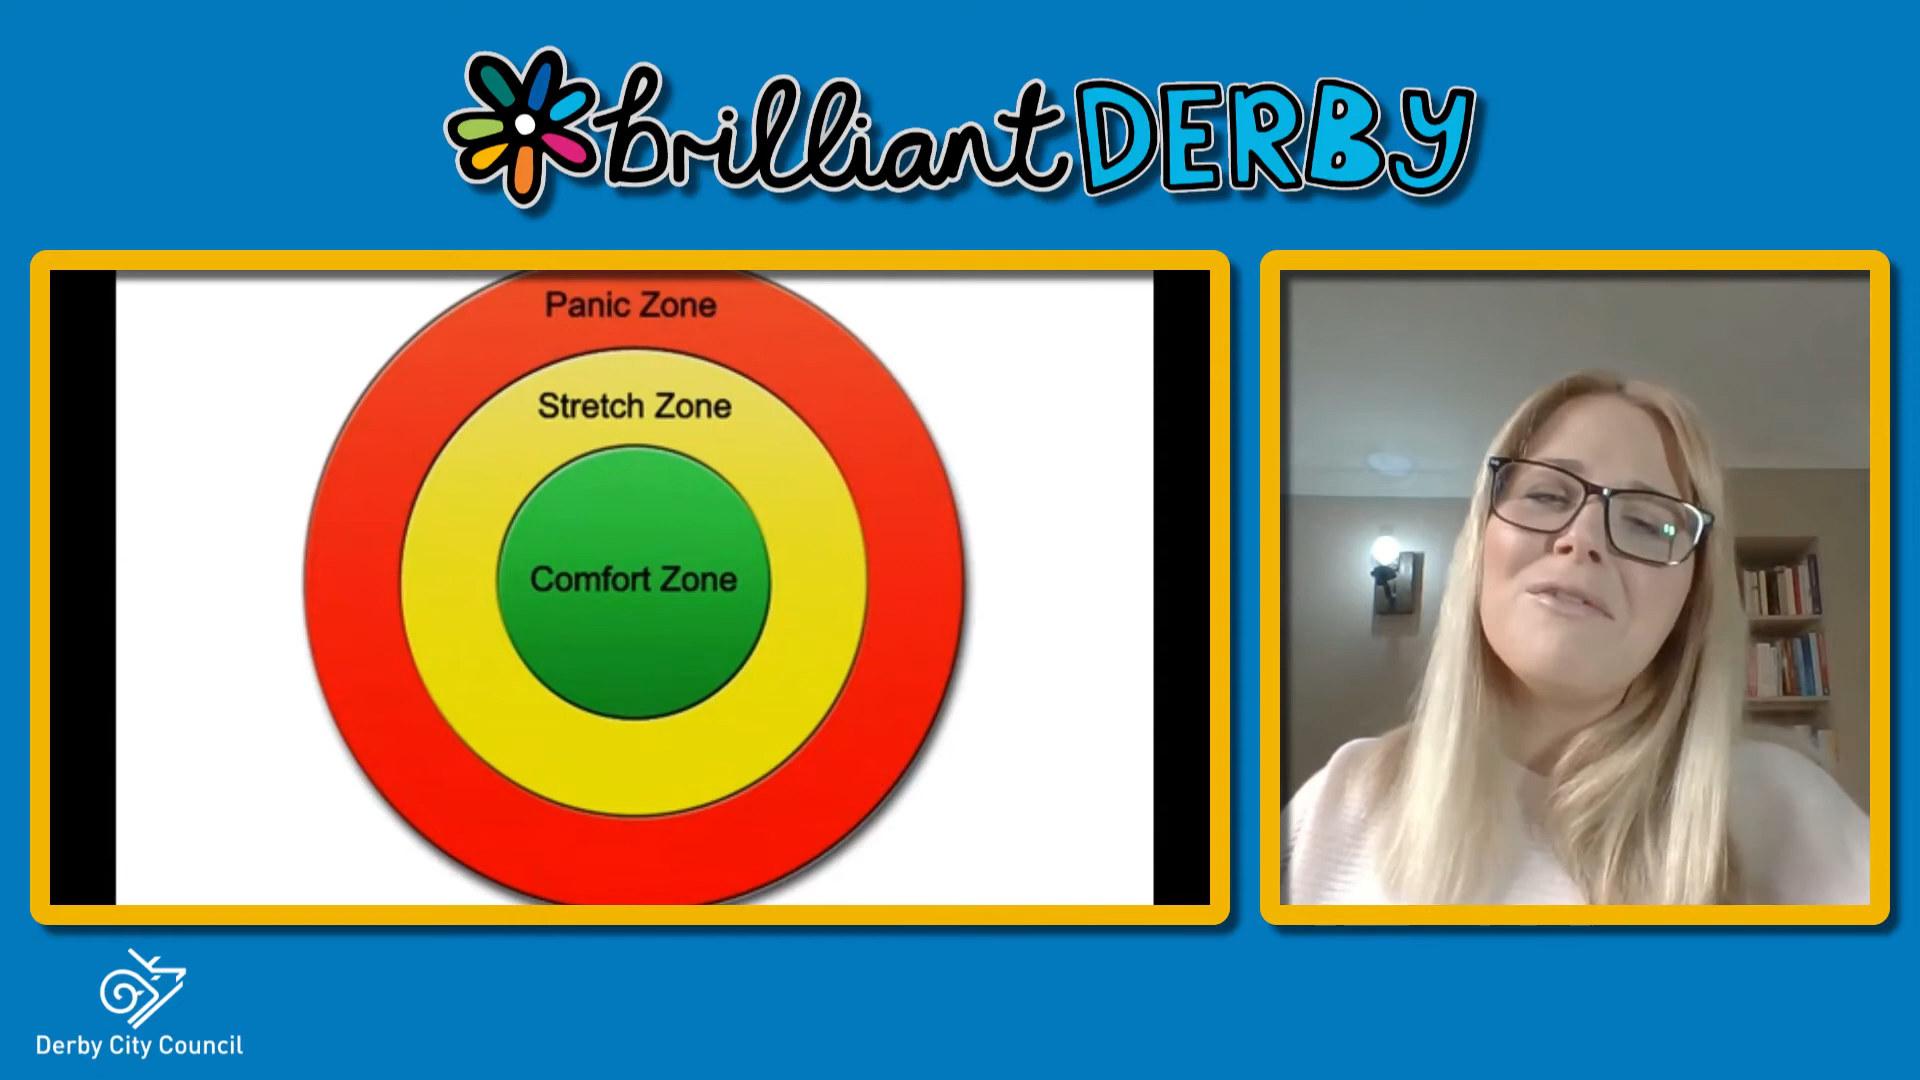 brilliant DERBY
Panic Zone
Stretch Zone
Comfort Zone
Derby City Council